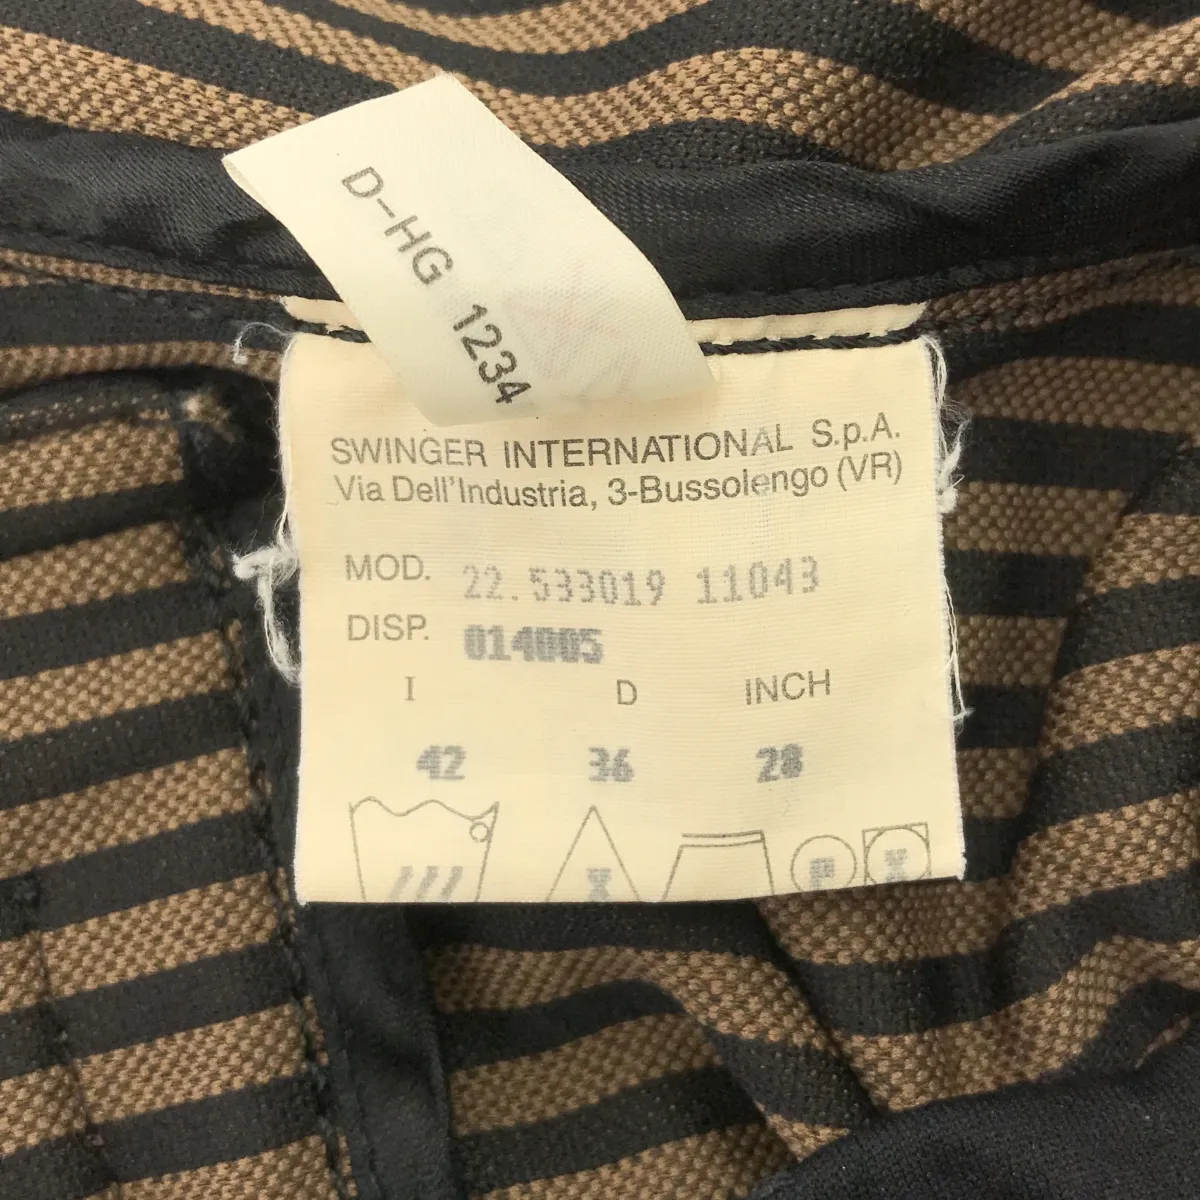 D-HG 1234
SWINGER INTERNATIONAL S.p.A.
Via Dell'Industria, 3-Bussolengo (VR)
MOD. 22.533019 11043
DISP. 014005
I D INCH
42 36 28
X P X